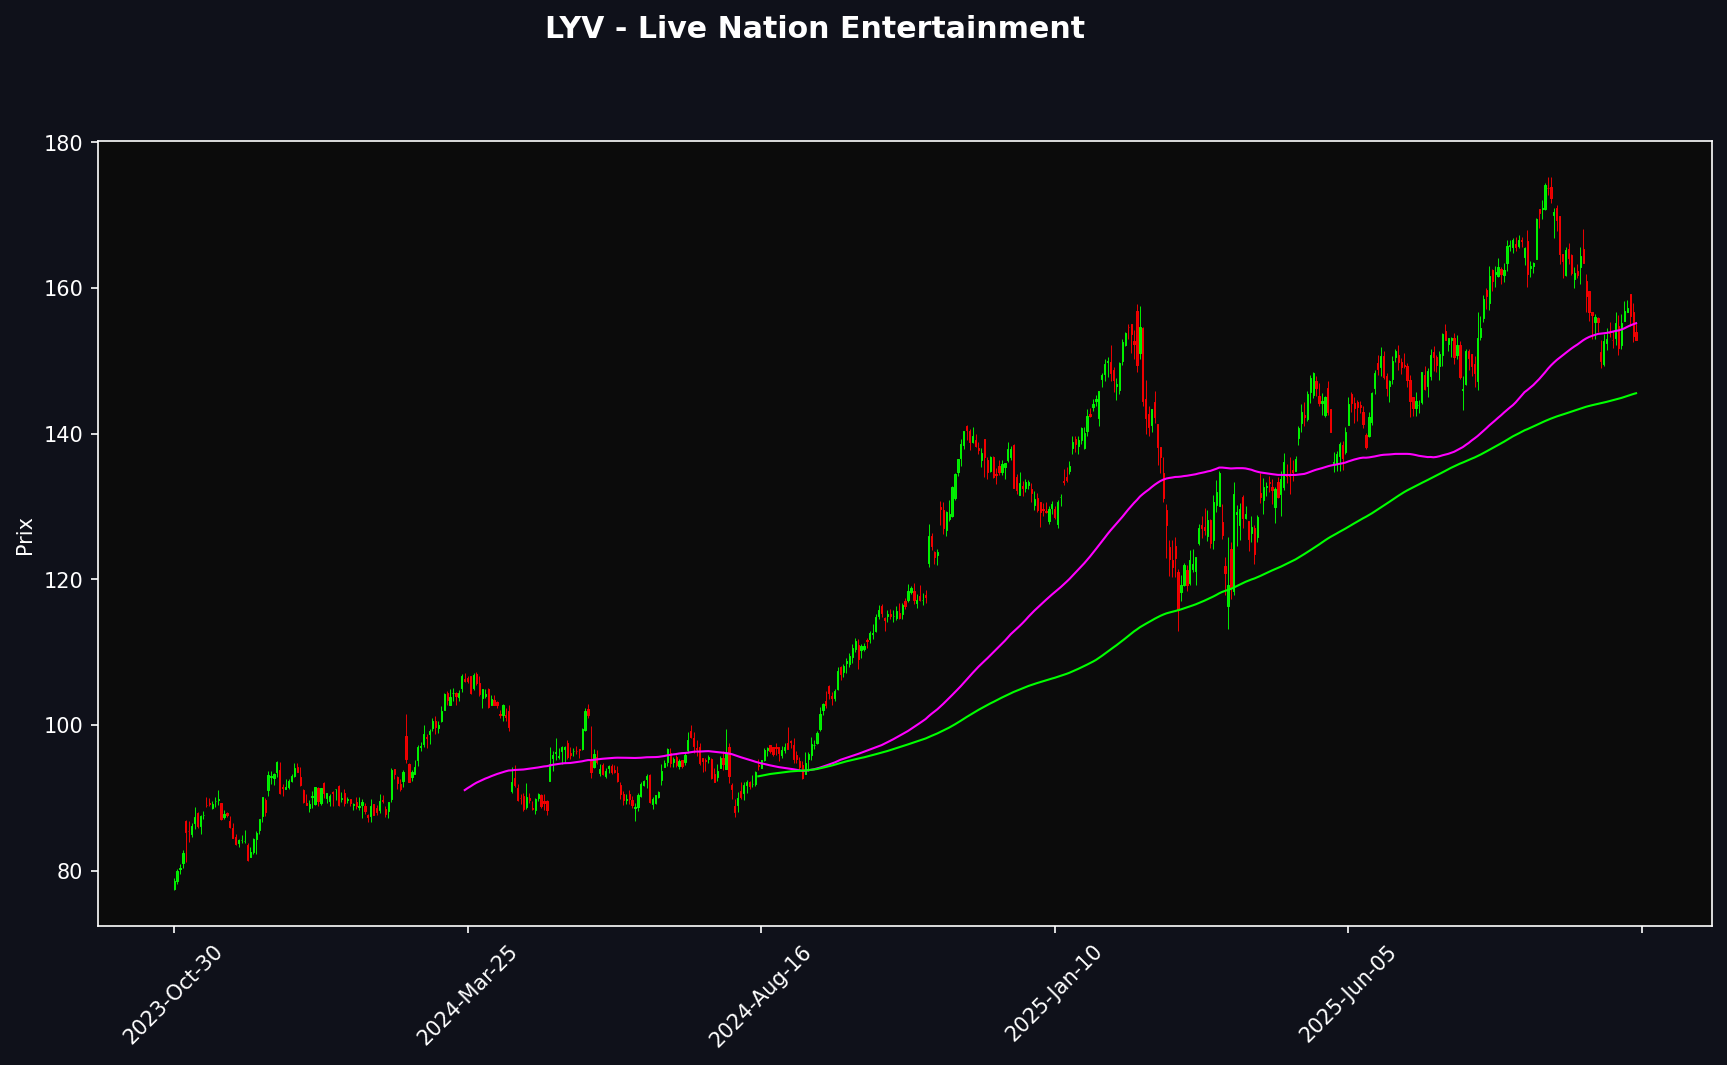 LYV - Live Nation Entertainment
180
160
140
120
100
80
Prix
2023-Oct-30
2024-Mar-25
2024-Aug-16
2025-Jan-10
2025-Jun-05